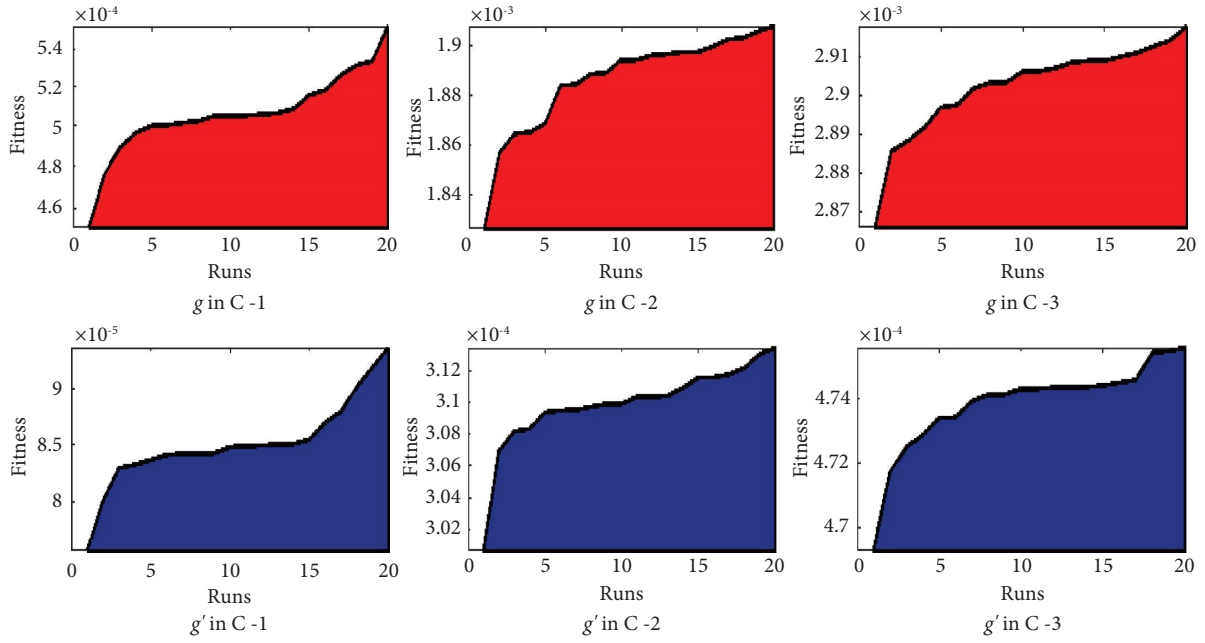 ×10⁻⁴
5.4
5.2
5
4.8
4.6
Fitness
0 5 10 15 20
Runs
g in C -1
×10⁻³
1.9
1.88
1.86
1.84
Fitness
0 5 10 15 20
Runs
g in C -2
×10⁻³
2.91
2.9
2.89
2.88
2.87
Fitness
0 5 10 15 20
Runs
g in C -3
×10⁻⁵
9
8.5
8
Fitness
0 5 10 15 20
Runs
g′ in C -1
×10⁻⁴
3.12
3.1
3.08
3.06
3.04
3.02
Fitness
0 5 10 15 20
Runs
g′ in C -2
×10⁻⁴
4.74
4.72
4.7
Fitness
0 5 10 15 20
Runs
g′ in C -3